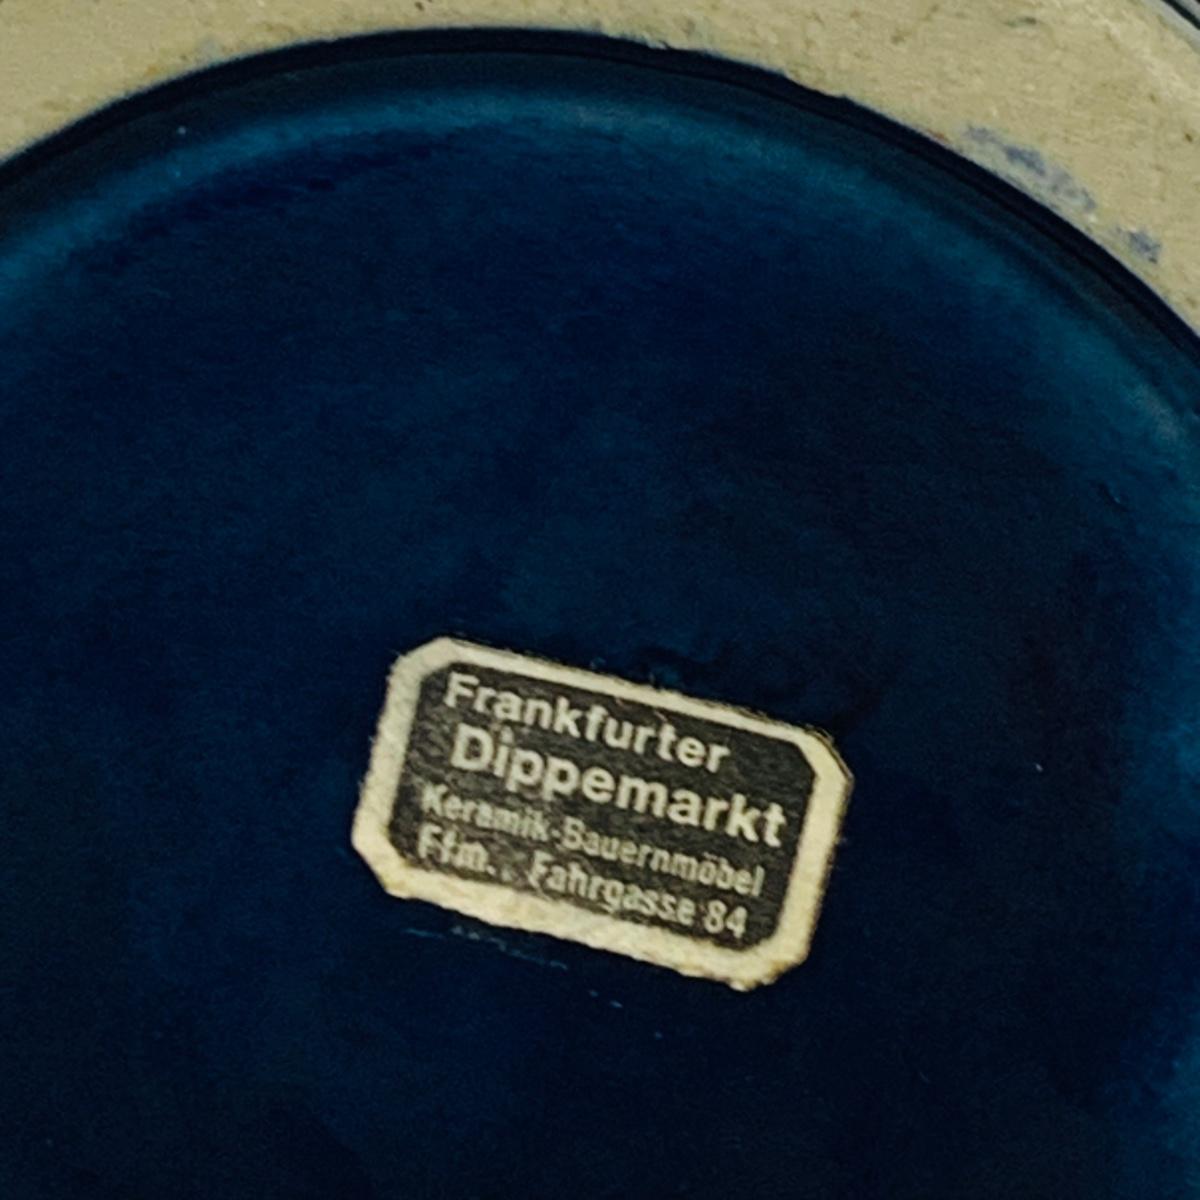 Frankfurter
Dippemarkt
Keramik-Bauernmöbel
Ffm., Fahrgasse 84